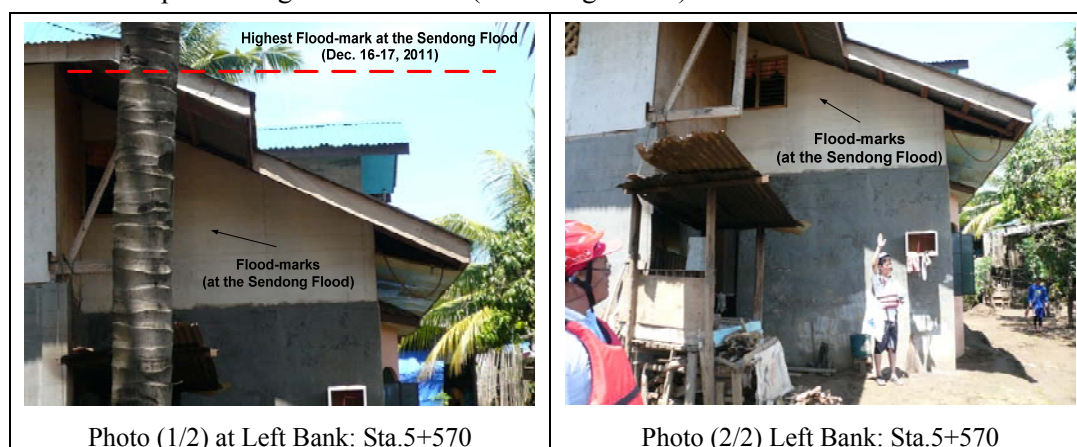 Highest Flood-mark at the Sendong Flood
(Dec. 16-17, 2011)
Flood-marks
(at the Sendong Flood)
Photo (1/2) at Left Bank: Sta.5+570
Flood-marks
(at the Sendong Flood)
Photo (2/2) Left Bank: Sta.5+570